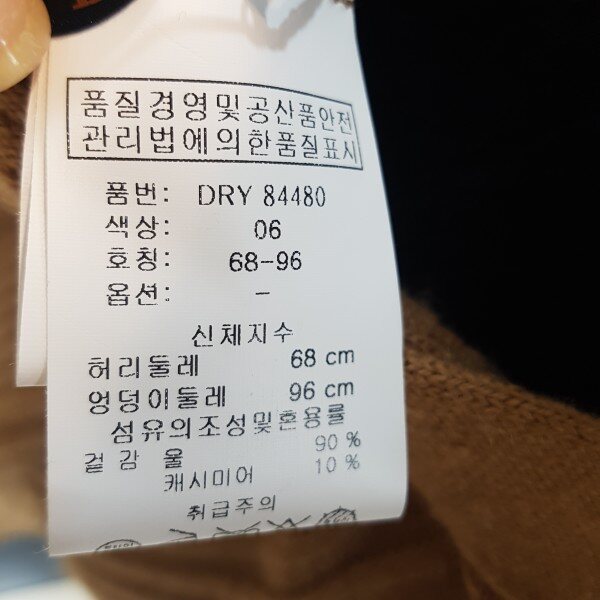 품질경영및공산품안전
관리법에의한품질표시
품번: DRY 84480
색상: 06
호칭: 68-96
옵션: -
신체지수
허리둘레 68 cm
엉덩이둘레 96 cm
섬유의조성및혼용률
겉감 울 90 %
캐시미어 10 %
취급주의